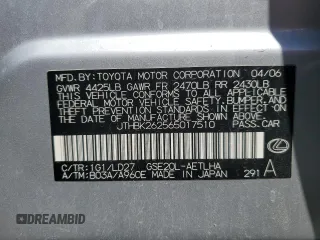 MFD. BY: TOYOTA MOTOR CORPORATION 04/06
GVWR 4425LB GAWR FR 2470LB RR 2430LB
THIS VEHICLE CONFORMS TO ALL APPLICABLE
FEDERAL MOTOR VEHICLE SAFETY, BUMPER, AND
THEFT PREVENTION STANDARDS IN EFFECT ON
THE DATE OF MANUFACTURE SHOWN ABOVE.
JTHBK262565017510 PASS.CAR
C/TR: 1G1/LD27 GSE20L-AETLHA
A/TM: B03A/A960E MADE IN JAPAN 291 A